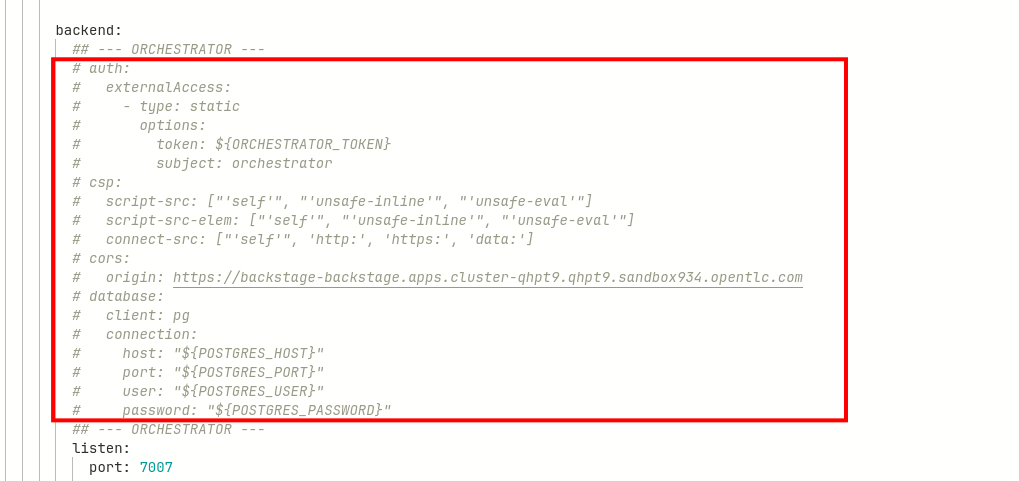 backend:
  ## --- ORCHESTRATOR ---
  # auth:
  #   externalAccess:
  #     - type: static
  #       options:
  #         token: ${ORCHESTRATOR_TOKEN}
  #         subject: orchestrator
  # csp:
  #   script-src: ["'self'", "'unsafe-inline'", "'unsafe-eval'"]
  #   script-src-elem: ["'self'", "'unsafe-inline'", "'unsafe-eval'"]
  #   connect-src: ["'self'", 'http:', 'https:', 'data:']
  # cors:
  #   origin: https://backstage-backstage.apps.cluster-qhpt9.qhpt9.sandbox934.opentlc.com
  # database:
  #   client: pg
  #   connection:
  #     host: "${POSTGRES_HOST}"
  #     port: "${POSTGRES_PORT}"
  #     user: "${POSTGRES_USER}"
  #     password: "${POSTGRES_PASSWORD}"
  ## --- ORCHESTRATOR ---
  listen:
    port: 7007